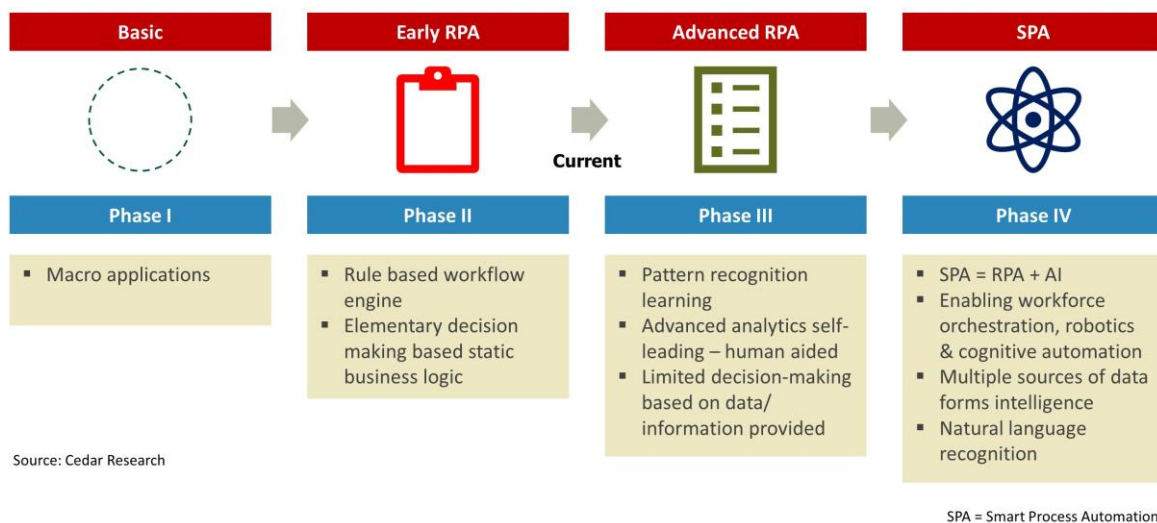 Basic
Early RPA
Advanced RPA
SPA
Current
Phase I
Phase II
Phase III
Phase IV
▪ Macro applications
▪ Rule based workflow
engine
▪ Elementary decision
making based static
business logic
▪ Pattern recognition
learning
▪ Advanced analytics self-
leading – human aided
▪ Limited decision-making
based on data/
information provided
▪ SPA = RPA + AI
▪ Enabling workforce
orchestration, robotics
& cognitive automation
▪ Multiple sources of data
forms intelligence
▪ Natural language
recognition
Source: Cedar Research
SPA = Smart Process Automation